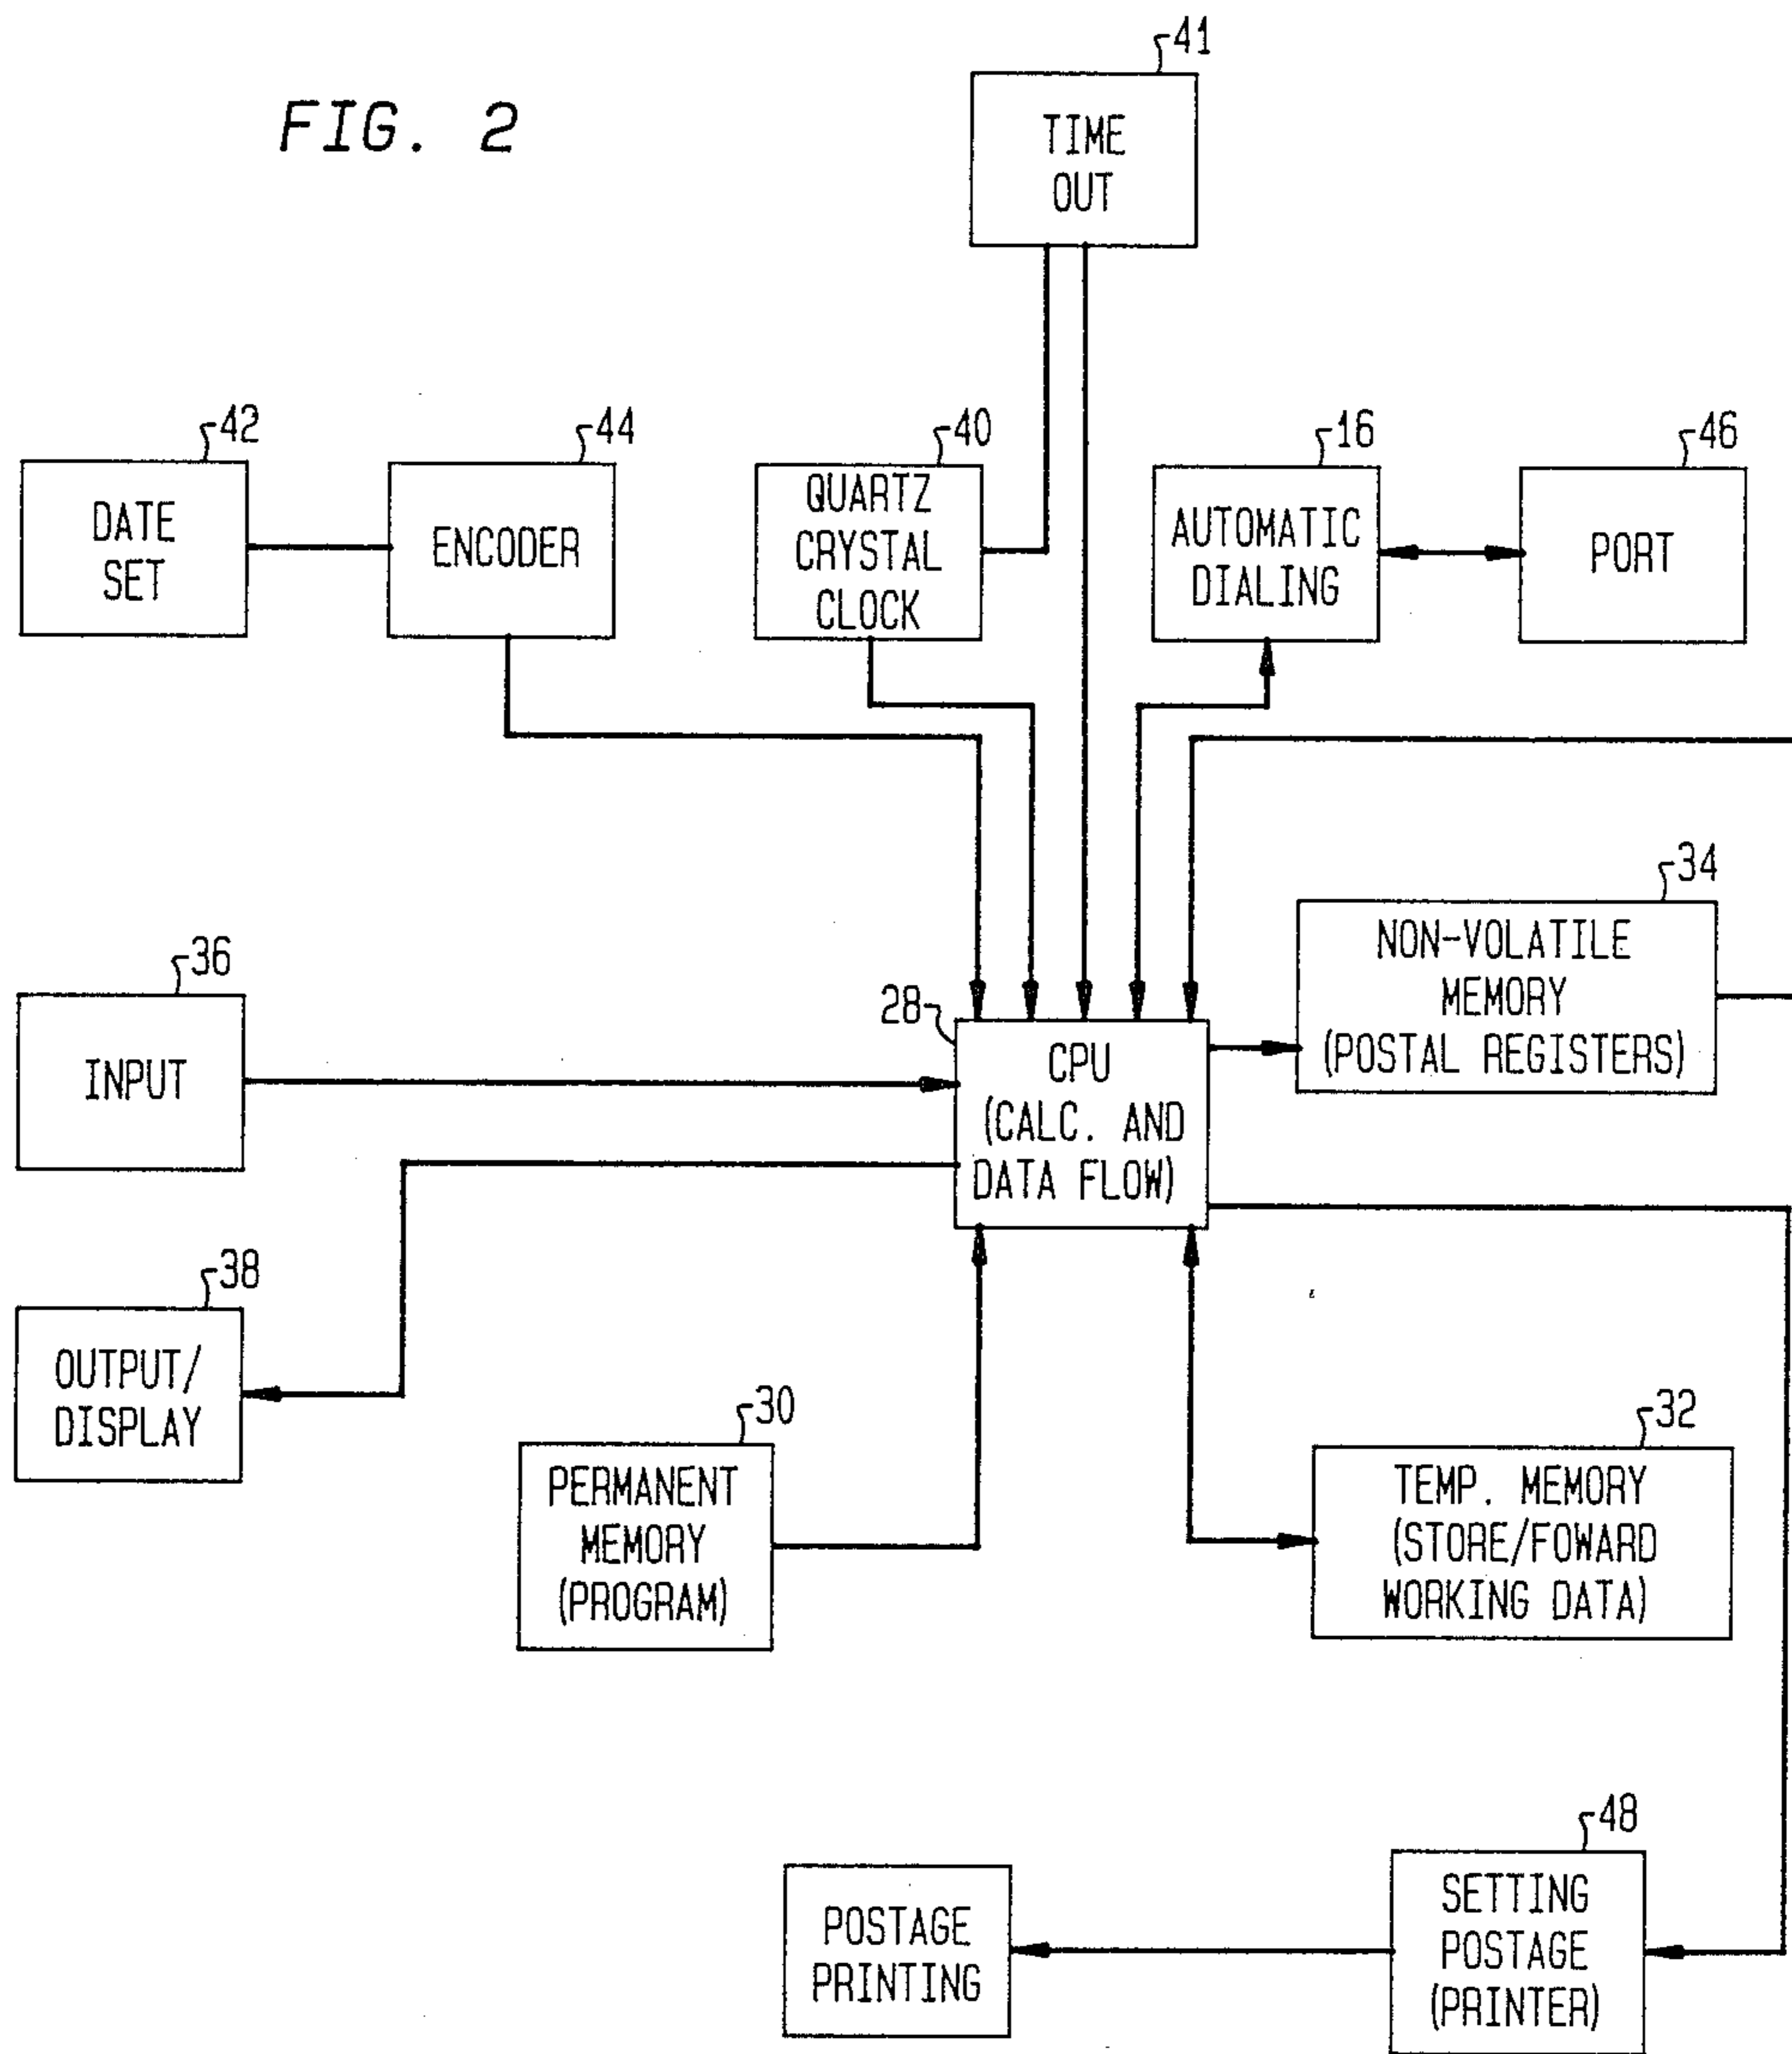 FIG. 2
41
TIME
OUT
42
DATE
SET
44
ENCODER
40
QUARTZ
CRYSTAL
CLOCK
16
AUTOMATIC
DIALING
46
PORT
34
NON-VOLATILE
MEMORY
(POSTAL REGISTERS)
36
INPUT
28
CPU
(CALC. AND
DATA FLOW)
38
OUTPUT/
DISPLAY
30
PERMANENT
MEMORY
(PROGRAM)
32
TEMP. MEMORY
(STORE/FOWARD
WORKING DATA)
POSTAGE
PRINTING
48
SETTING
POSTAGE
(PRINTER)